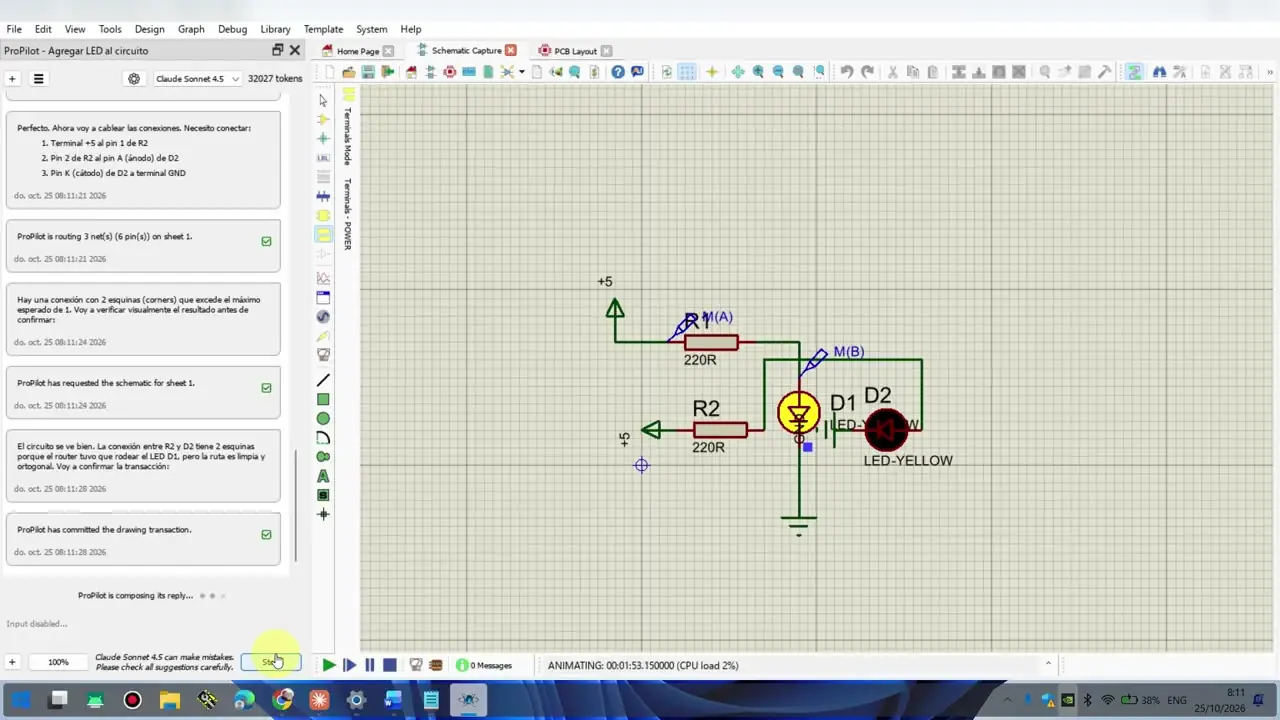 File Edit View Tools Design Graph Debug Library Template System Help
ProPilot - Agregar LED al circuito
Home Page
Schematic Capture
PCB Layout
Claude Sonnet 4.5
32027 tokens
Perfecto. Ahora voy a cablear las conexiones. Necesito conectar:
1. Terminal +5 al pin 1 de R2
2. Pin 2 de R2 al pin A (ánodo) de D2
3. Pin K (cátodo) de D2 a terminal GND
do. oct. 25 08:11:21 2026
ProPilot is routing 3 net(s) (6 pin(s)) on sheet 1.
do. oct. 25 08:11:21 2026
Hay una conexión con 2 esquinas (corners) que excede el máximo
esperado de 1. Voy a verificar visualmente el resultado antes de
confirmar:
do. oct. 25 08:11:24 2026
ProPilot has requested the schematic for sheet 1.
do. oct. 25 08:11:24 2026
El circuito se ve bien. La conexión entre R2 y D2 tiene 2 esquinas
porque el router tuvo que rodear el LED D1, pero la ruta es limpia y
ortogonal. Voy a confirmar la transacción:
do. oct. 25 08:11:28 2026
ProPilot has committed the drawing transaction.
do. oct. 25 08:11:28 2026
ProPilot is composing its reply...
Input disabled...
100%
Claude Sonnet 4.5 can make mistakes.
Please check all suggestions carefully.
LBL
Terminals Mode
Terminals - POWER
+5
R1
M(A)
220R
M(B)
R2
220R
+5
D1
D2
LED-YELLOW
0 Messages
ANIMATING: 00:01:53.150000 (CPU load 2%)
38%
ENG
8:11
25/10/2026